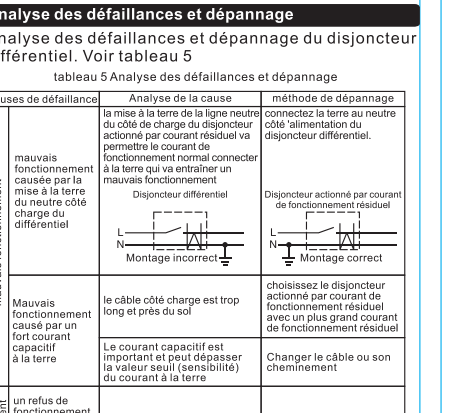 nalyse des défaillances et dépannage
nalyse des défaillances et dépannage du disjoncteur
fférentiel. Voir tableau 5
tableau 5 Analyse des défaillances et dépannage
uses de défaillance
Analyse de la cause
méthode de dépannage
mauvais
fonctionnement
causée par la
mise à la terre
du neutre côté
charge du
différentiel
la mise à la terre de la ligne neutre
du côté de charge du disjoncteur
actionné par courant résiduel va
permettre le courant de
fonctionnement normal connecter
à la terre qui va entraîner un
mauvais fonctionnement
Disjoncteur différentiel
L
N
Montage incorrect
connectez la terre au neutre
côté 'alimentation du
disjoncteur différentiel.
Disjoncteur actionné par courant
de fonctionnement résiduel
L
N
Montage correct
Mauvais
fonctionnement
causé par un
fort courant
capacitif
à la terre
le câble côté charge est trop
long et près du sol
choisissez le disjoncteur
actionné par courant de
fonctionnement résiduel
avec un plus grand courant
de fonctionnement résiduel
Le courant capacitif est
important et peut dépasser
la valeur seuil (sensibilité)
du courant à la terre
Changer le câble ou son
cheminement
un refus de
fonctionnement